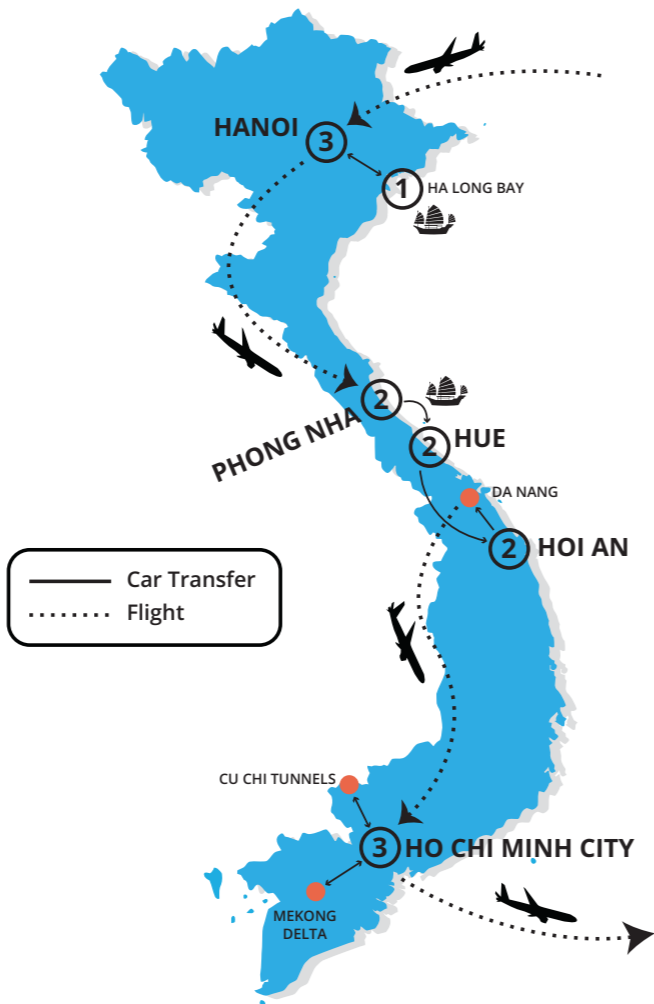 HANOI
3
1
HA LONG BAY
2
PHONG NHA
2
HUE
DA NANG
2
HOI AN
Car Transfer
Flight
CU CHI TUNNELS
3
HO CHI MINH CITY
MEKONG
DELTA